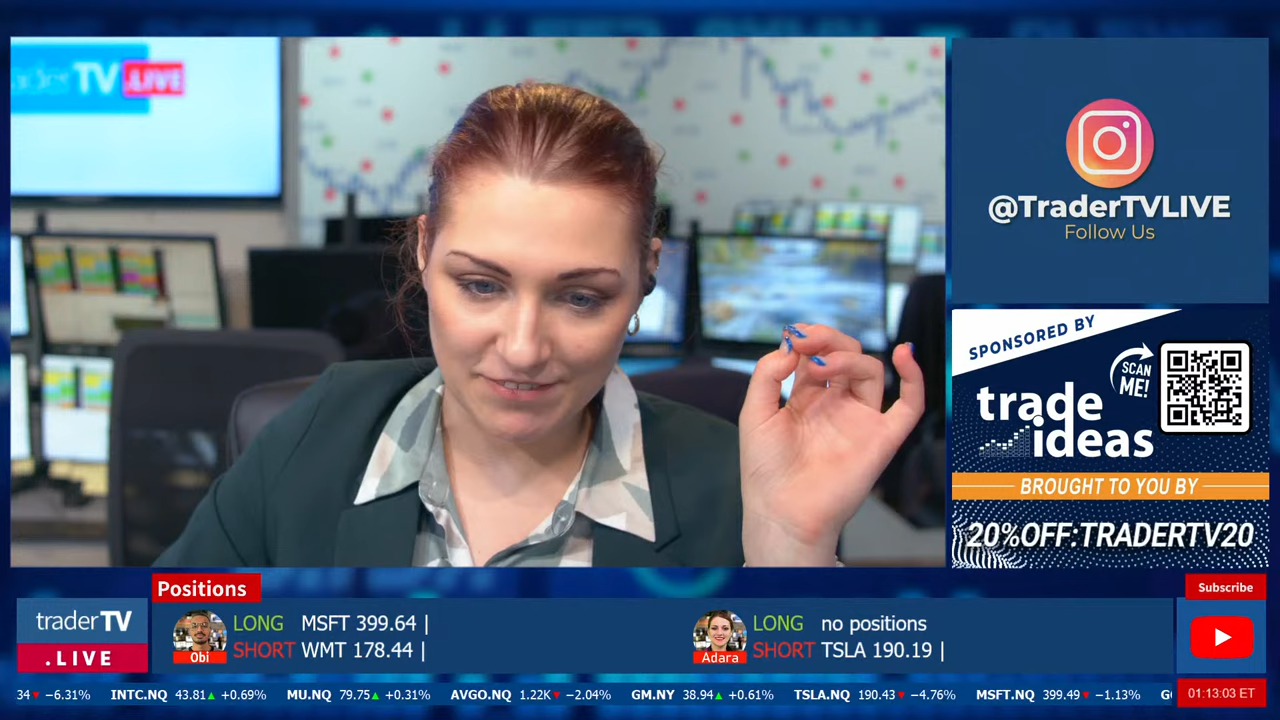 ader TV .LIVE
@TraderTVLIVE
Follow Us
SPONSORED BY
SCAN
ME!
trade
ideas
BROUGHT TO YOU BY
20%OFF:TRADERTV20
Positions
Subscribe
traderTV
.LIVE
Obi
LONG MSFT 399.64 |
SHORT WMT 178.44 |
Adara
LONG no positions
SHORT TSLA 190.19 |
34▼ −6.31% INTC.NQ 43.81▲ +0.69% MU.NQ 79.75▲ +0.31% AVGO.NQ 1.22K▼ −2.04% GM.NY 38.94▲ +0.61% TSLA.NQ 190.43▼ −4.76% MSFT.NQ 399.49▼ −1.13%
01:13:03 ET